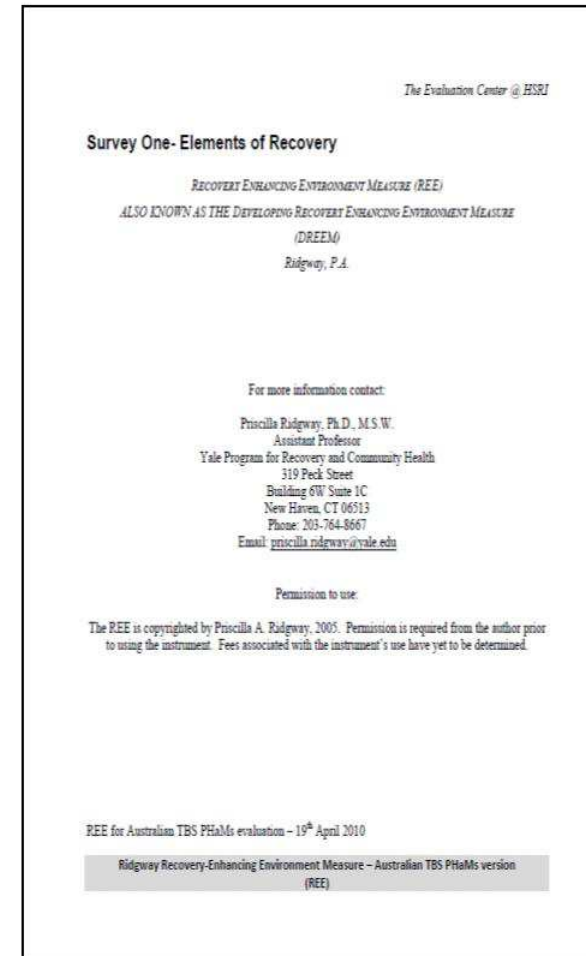 The Evaluation Center @ HSRI
Survey One- Elements of Recovery
RECOVERY ENHANCING ENVIRONMENT MEASURE (REE)
ALSO KNOWN AS THE DEVELOPING RECOVERY ENHANCING ENVIRONMENT MEASURE
(DREEM)
Ridgway, P.A.
For more information contact:
Priscilla Ridgway, Ph.D., M.S.W.
Assistant Professor
Yale Program for Recovery and Community Health
319 Peck Street
Building 6W Suite 1C
New Haven, CT 06513
Phone: 203-764-8667
Email: priscilla.ridgway@yale.edu
Permission to use:
The REE is copyrighted by Priscilla A. Ridgway, 2005. Permission is required from the author prior
to using the instrument. Fees associated with the instrument's use have yet to be determined.
REE for Australian TBS PHaMs evaluation – 19th April 2010
Ridgway Recovery-Enhancing Environment Measure – Australian TBS PHaMs version
(REE)